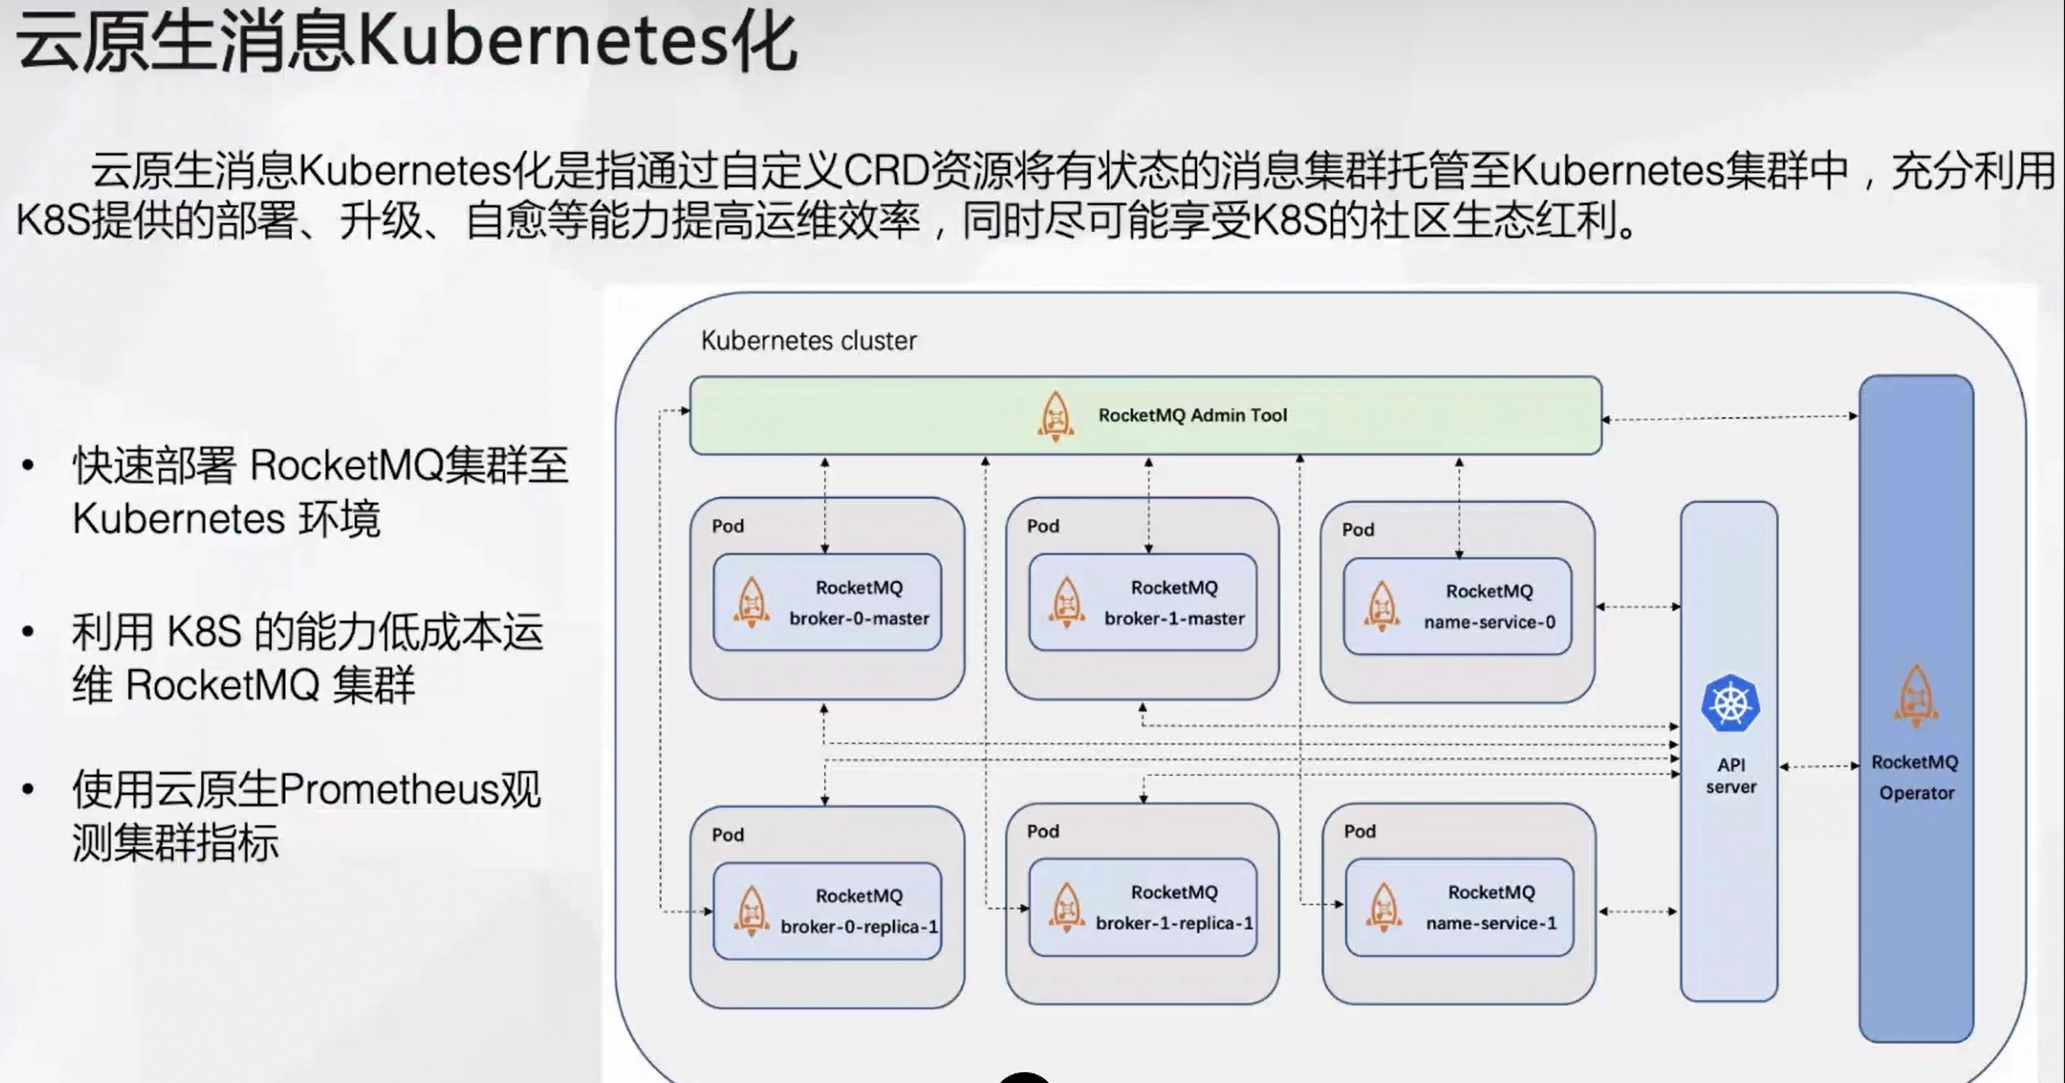 云原生消息Kubernetes化
云原生消息Kubernetes化是指通过自定义CRD资源将有状态的消息集群托管至Kubernetes集群中，充分利用
K8S提供的部署、升级、自愈等能力提高运维效率，同时尽可能享受K8S的社区生态红利。
• 快速部署 RocketMQ集群至
Kubernetes 环境
• 利用 K8S 的能力低成本运
维 RocketMQ 集群
• 使用云原生Prometheus观
测集群指标
Kubernetes cluster
RocketMQ Admin Tool
Pod
RocketMQ
broker-0-master
Pod
RocketMQ
broker-1-master
Pod
RocketMQ
name-service-0
Pod
RocketMQ
broker-0-replica-1
Pod
RocketMQ
broker-1-replica-1
Pod
RocketMQ
name-service-1
API
server
RocketMQ
Operator